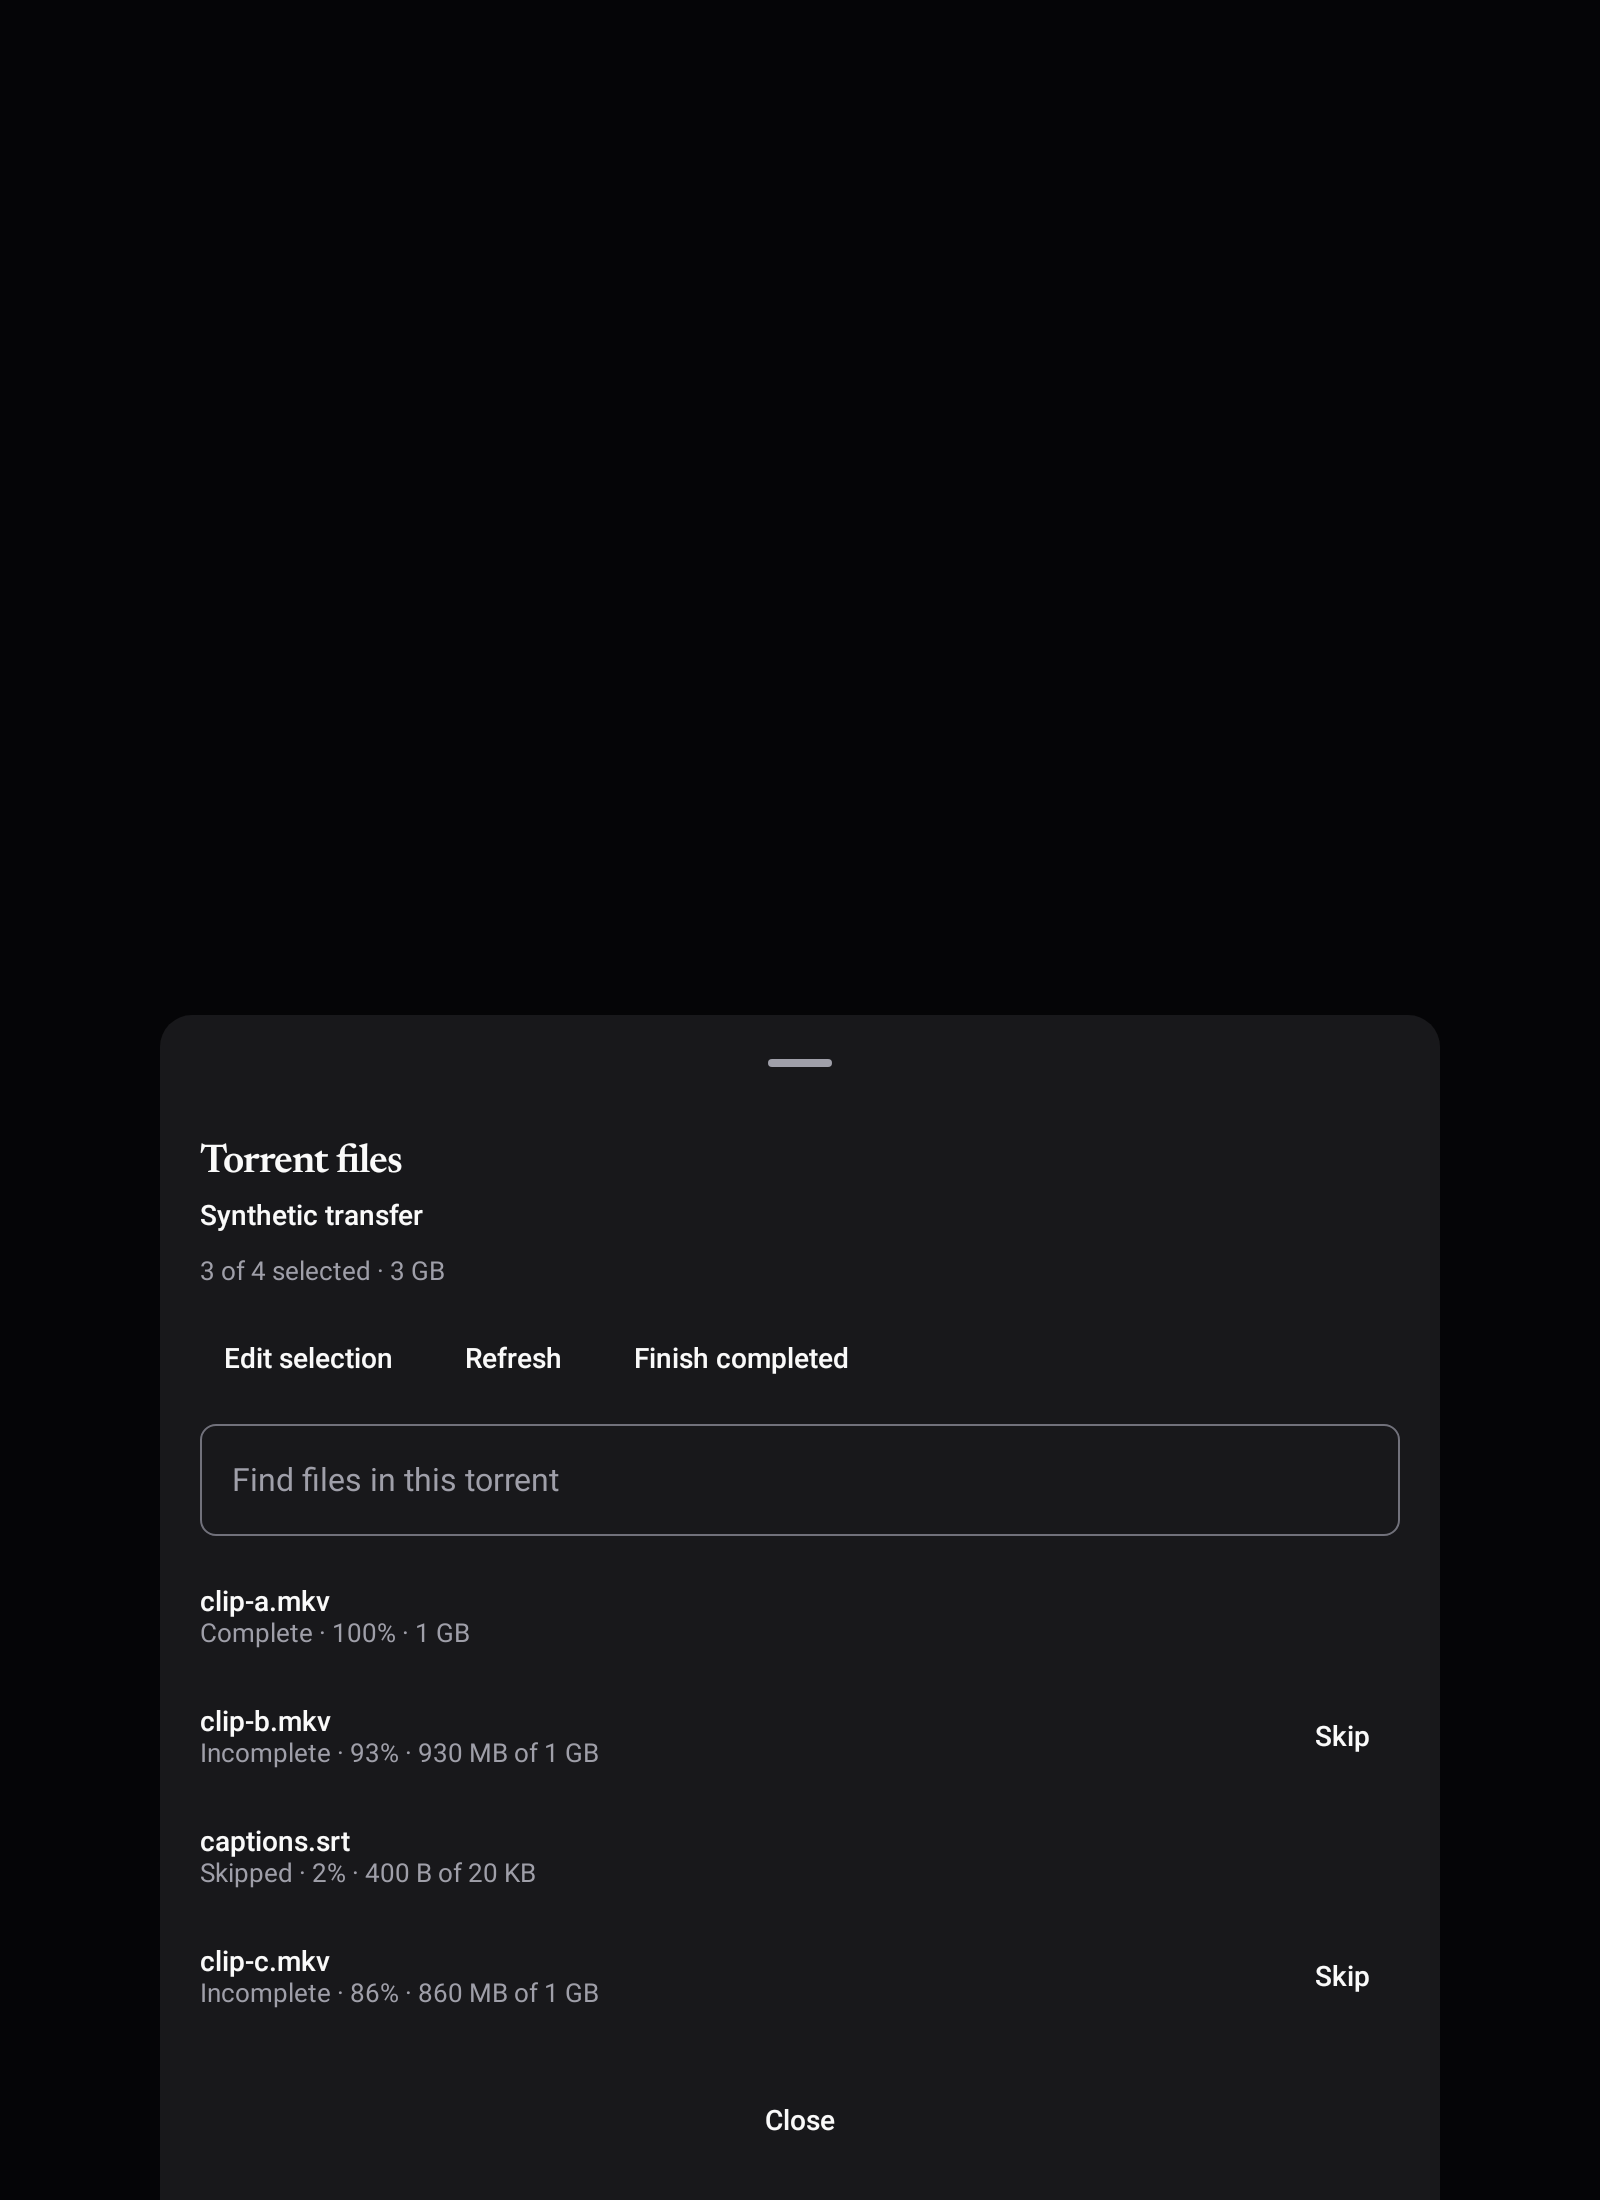 Torrent files
Synthetic transfer
3 of 4 selected · 3 GB
Edit selection Refresh Finish completed
Find files in this torrent
clip-a.mkv
Complete · 100% · 1 GB
clip-b.mkv
Incomplete · 93% · 930 MB of 1 GB
Skip
captions.srt
Skipped · 2% · 400 B of 20 KB
clip-c.mkv
Incomplete · 86% · 860 MB of 1 GB
Skip
Close